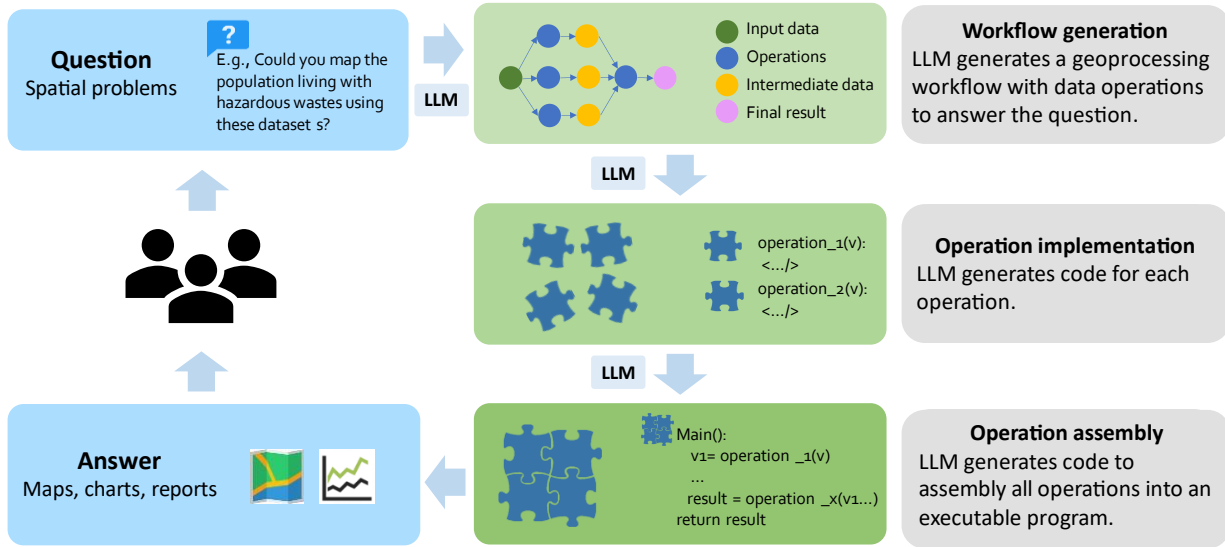 Question
Spatial problems
?
E.g., Could you map the
population living with
hazardous wastes using
these dataset s?
LLM
Input data
Operations
Intermediate data
Final result
Workflow generation
LLM generates a geoprocessing
workflow with data operations
to answer the question.
LLM
operation_1(v):
<.../>
operation_2(v):
<.../>
Operation implementation
LLM generates code for each
operation.
LLM
Answer
Maps, charts, reports
Main():
v1= operation _1(v)
...
result = operation _x(v1...)
return result
Operation assembly
LLM generates code to
assembly all operations into an
executable program.